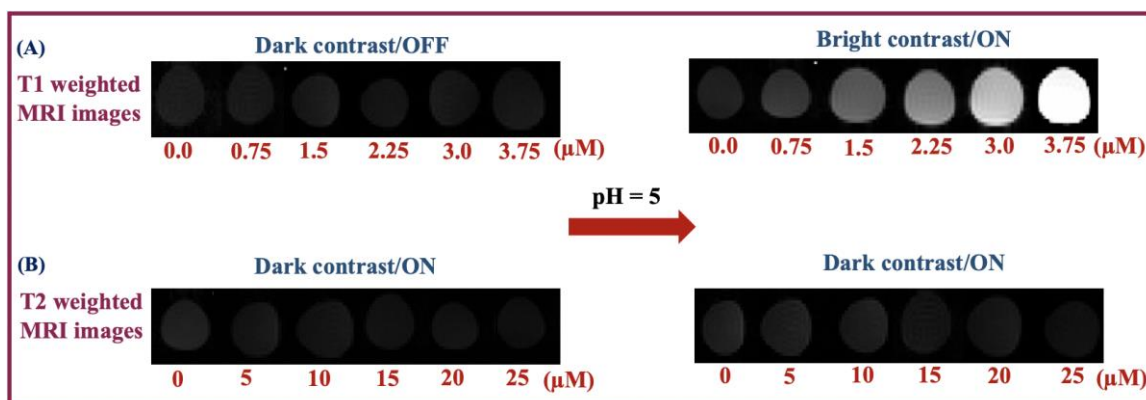 (A)
Dark contrast/OFF
Bright contrast/ON
T1 weighted
MRI images
0.0 0.75 1.5 2.25 3.0 3.75 (μM)
0.0 0.75 1.5 2.25 3.0 3.75 (μM)
pH = 5
(B)
Dark contrast/ON
Dark contrast/ON
T2 weighted
MRI images
0 5 10 15 20 25 (μM)
0 5 10 15 20 25 (μM)